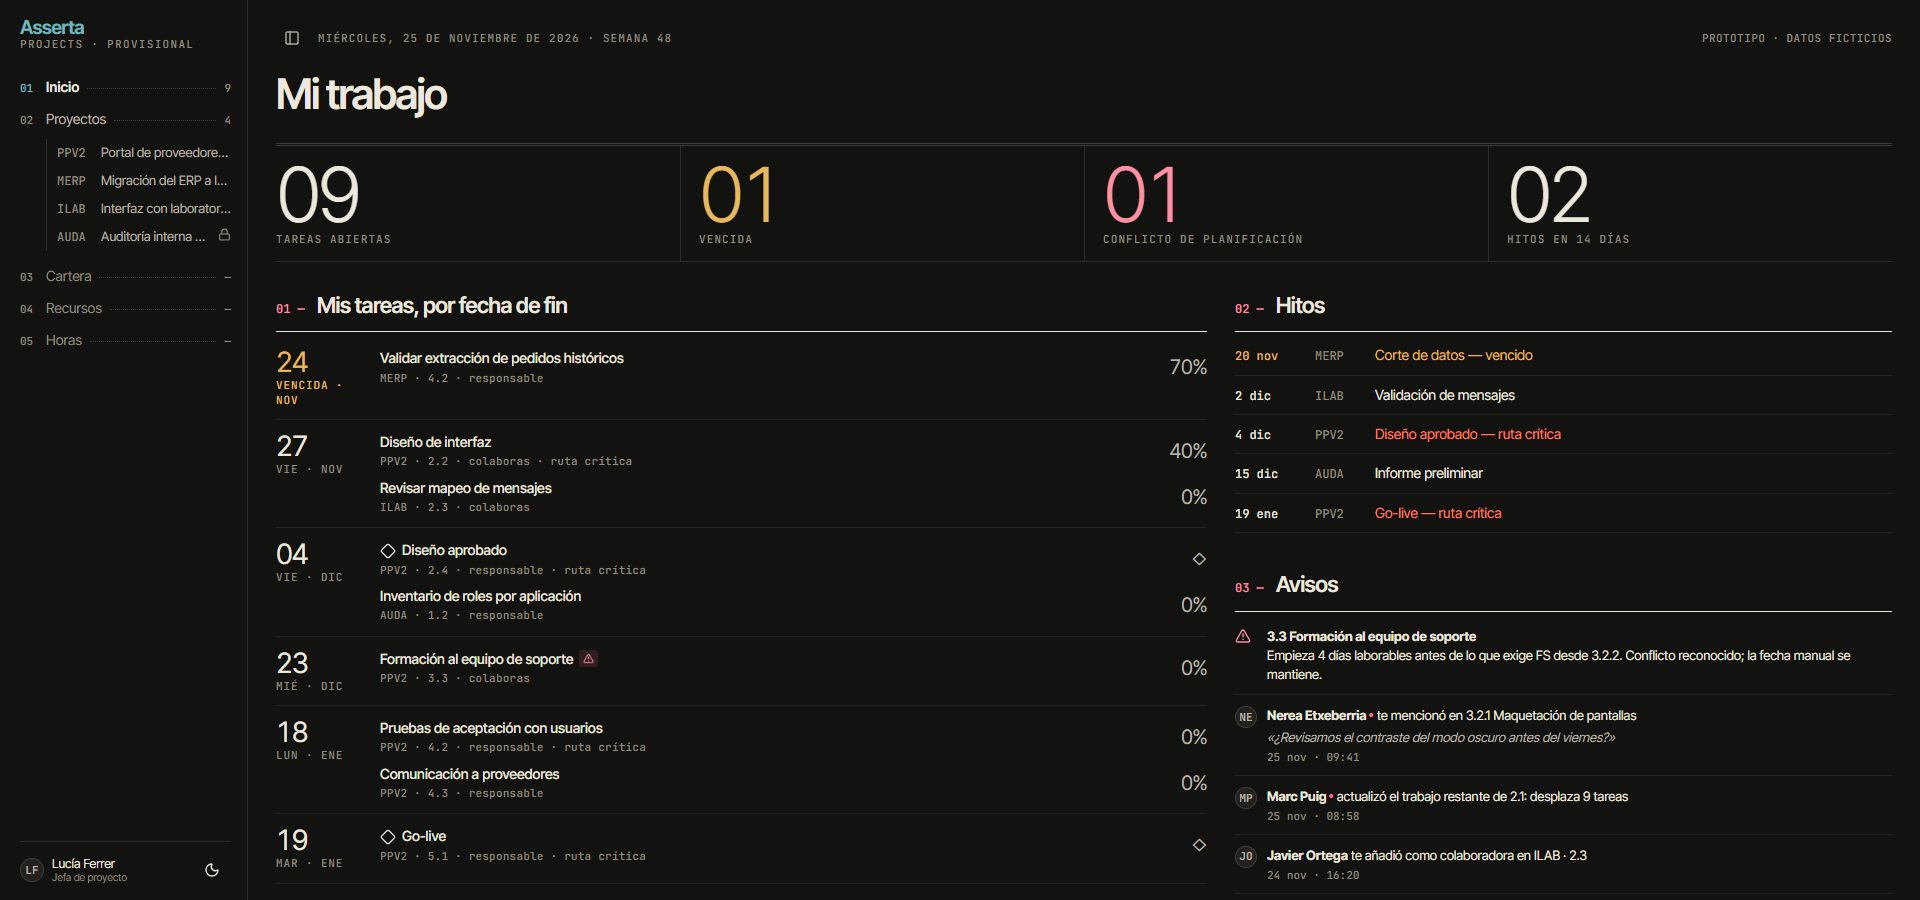 Asserta
PROJECTS · PROVISIONAL
01 Inicio 9
02 Proyectos 4
PPV2 Portal de proveedore...
MERP Migración del ERP a l...
ILAB Interfaz con laborator...
AUDA Auditoría interna ...
03 Cartera –
04 Recursos –
05 Horas –
LF Lucía Ferrer
Jefa de proyecto
MIÉRCOLES, 25 DE NOVIEMBRE DE 2026 · SEMANA 48
PROTOTIPO · DATOS FICTICIOS
Mi trabajo
09
TAREAS ABIERTAS
01
VENCIDA
01
CONFLICTO DE PLANIFICACIÓN
02
HITOS EN 14 DÍAS
01 – Mis tareas, por fecha de fin
24
VENCIDA ·
NOV
Validar extracción de pedidos históricos
MERP · 4.2 · responsable
70%
27
VIE · NOV
Diseño de interfaz
PPV2 · 2.2 · colaboras · ruta crítica
40%
Revisar mapeo de mensajes
ILAB · 2.3 · colaboras
0%
04
VIE · DIC
Diseño aprobado
PPV2 · 2.4 · responsable · ruta crítica
Inventario de roles por aplicación
AUDA · 1.2 · responsable
0%
23
MIÉ · DIC
Formación al equipo de soporte
PPV2 · 3.3 · colaboras
0%
18
LUN · ENE
Pruebas de aceptación con usuarios
PPV2 · 4.2 · responsable · ruta crítica
0%
Comunicación a proveedores
PPV2 · 4.3 · responsable
0%
19
MAR · ENE
Go-live
PPV2 · 5.1 · responsable · ruta crítica
02 – Hitos
20 nov MERP Corte de datos — vencido
2 dic ILAB Validación de mensajes
4 dic PPV2 Diseño aprobado — ruta crítica
15 dic AUDA Informe preliminar
19 ene PPV2 Go-live — ruta crítica
03 – Avisos
3.3 Formación al equipo de soporte
Empieza 4 días laborables antes de lo que exige FS desde 3.2.2. Conflicto reconocido; la fecha manual se
mantiene.
NE Nerea Etxeberria • te mencionó en 3.2.1 Maquetación de pantallas
«¿Revisamos el contraste del modo oscuro antes del viernes?»
25 nov · 09:41
MP Marc Puig • actualizó el trabajo restante de 2.1: desplaza 9 tareas
25 nov · 08:58
JO Javier Ortega te añadió como colaboradora en ILAB · 2.3
24 nov · 16:20